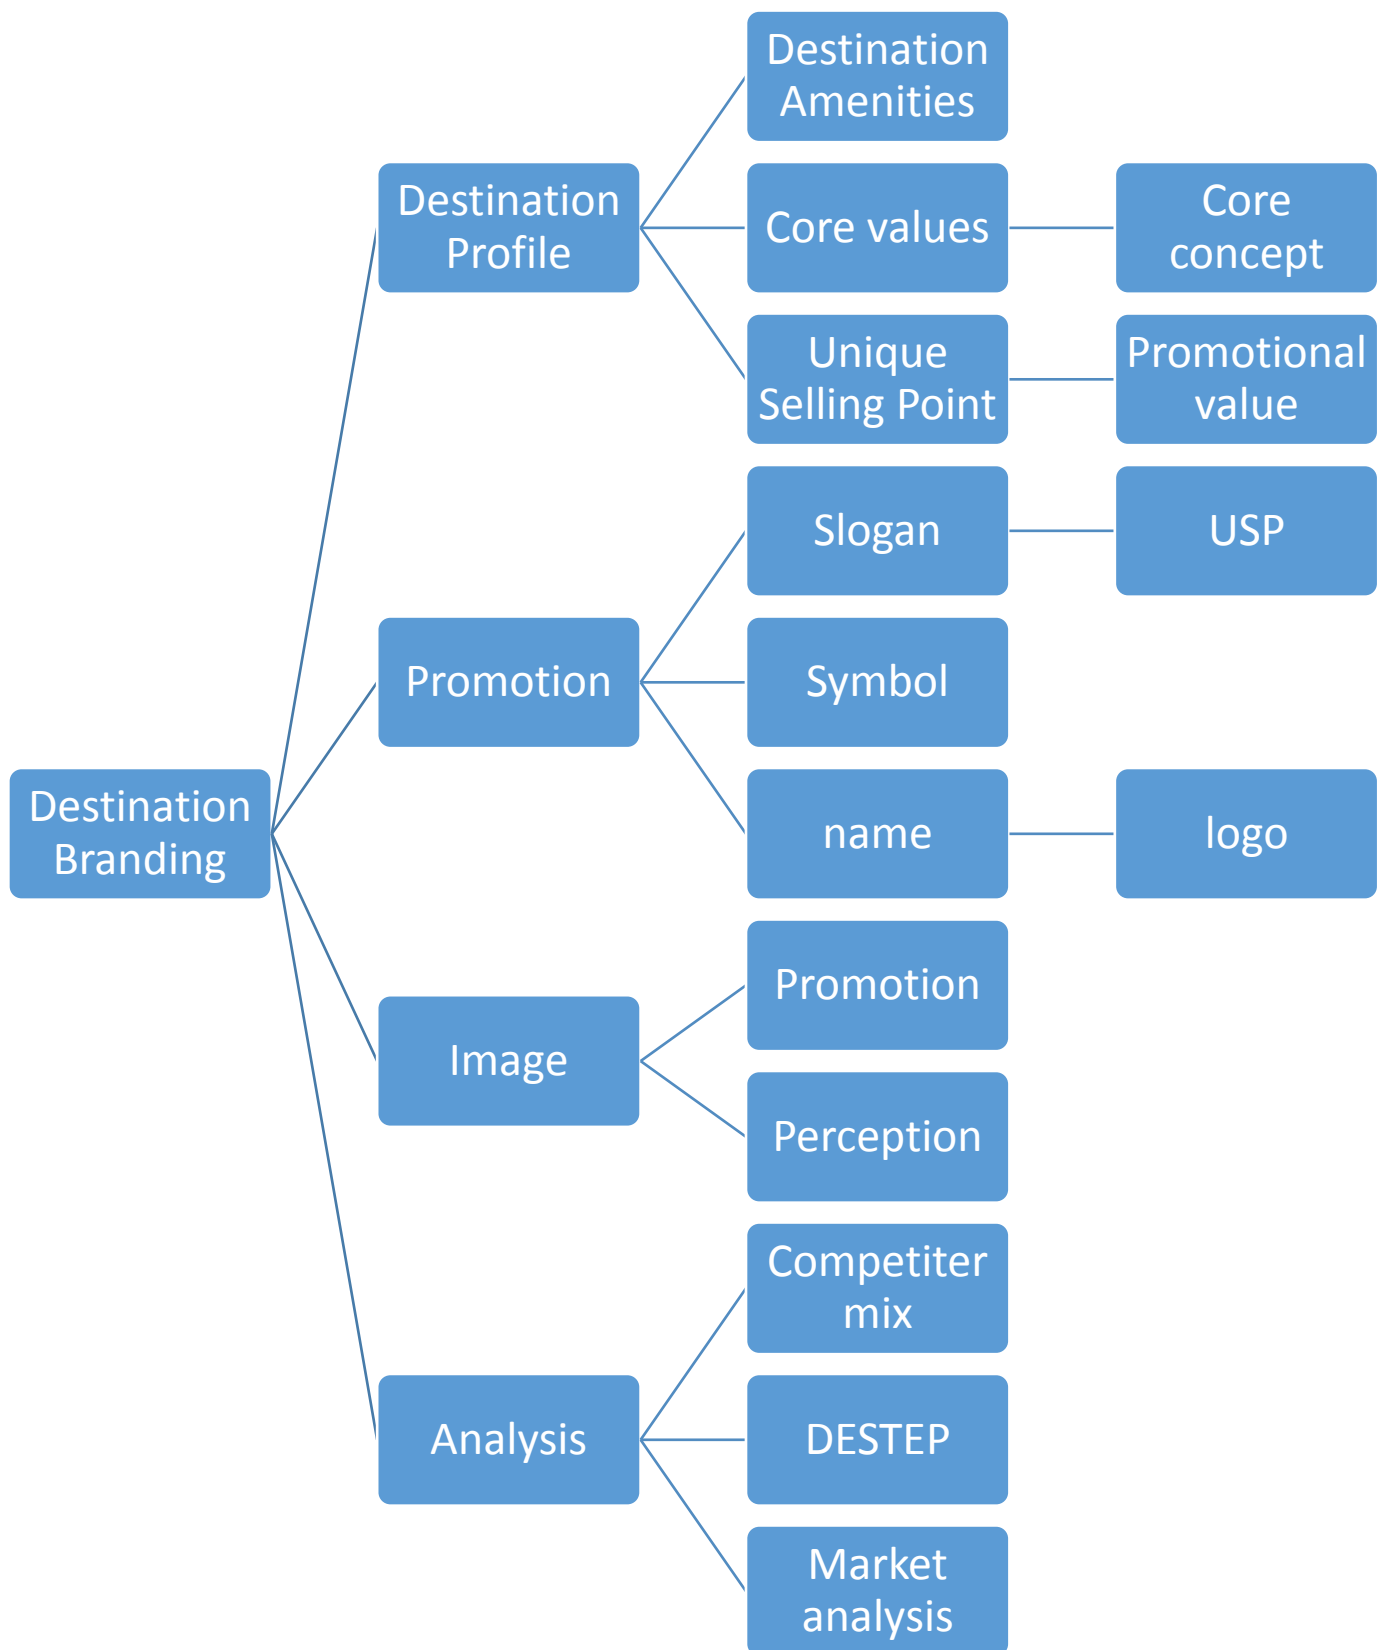 Destination
Branding
Destination
Profile
Destination
Amenities
Core values
Core
concept
Unique
Selling Point
Promotional
value
Promotion
Slogan
USP
Symbol
name
logo
Image
Promotion
Perception
Analysis
Competiter
mix
DESTEP
Market
analysis